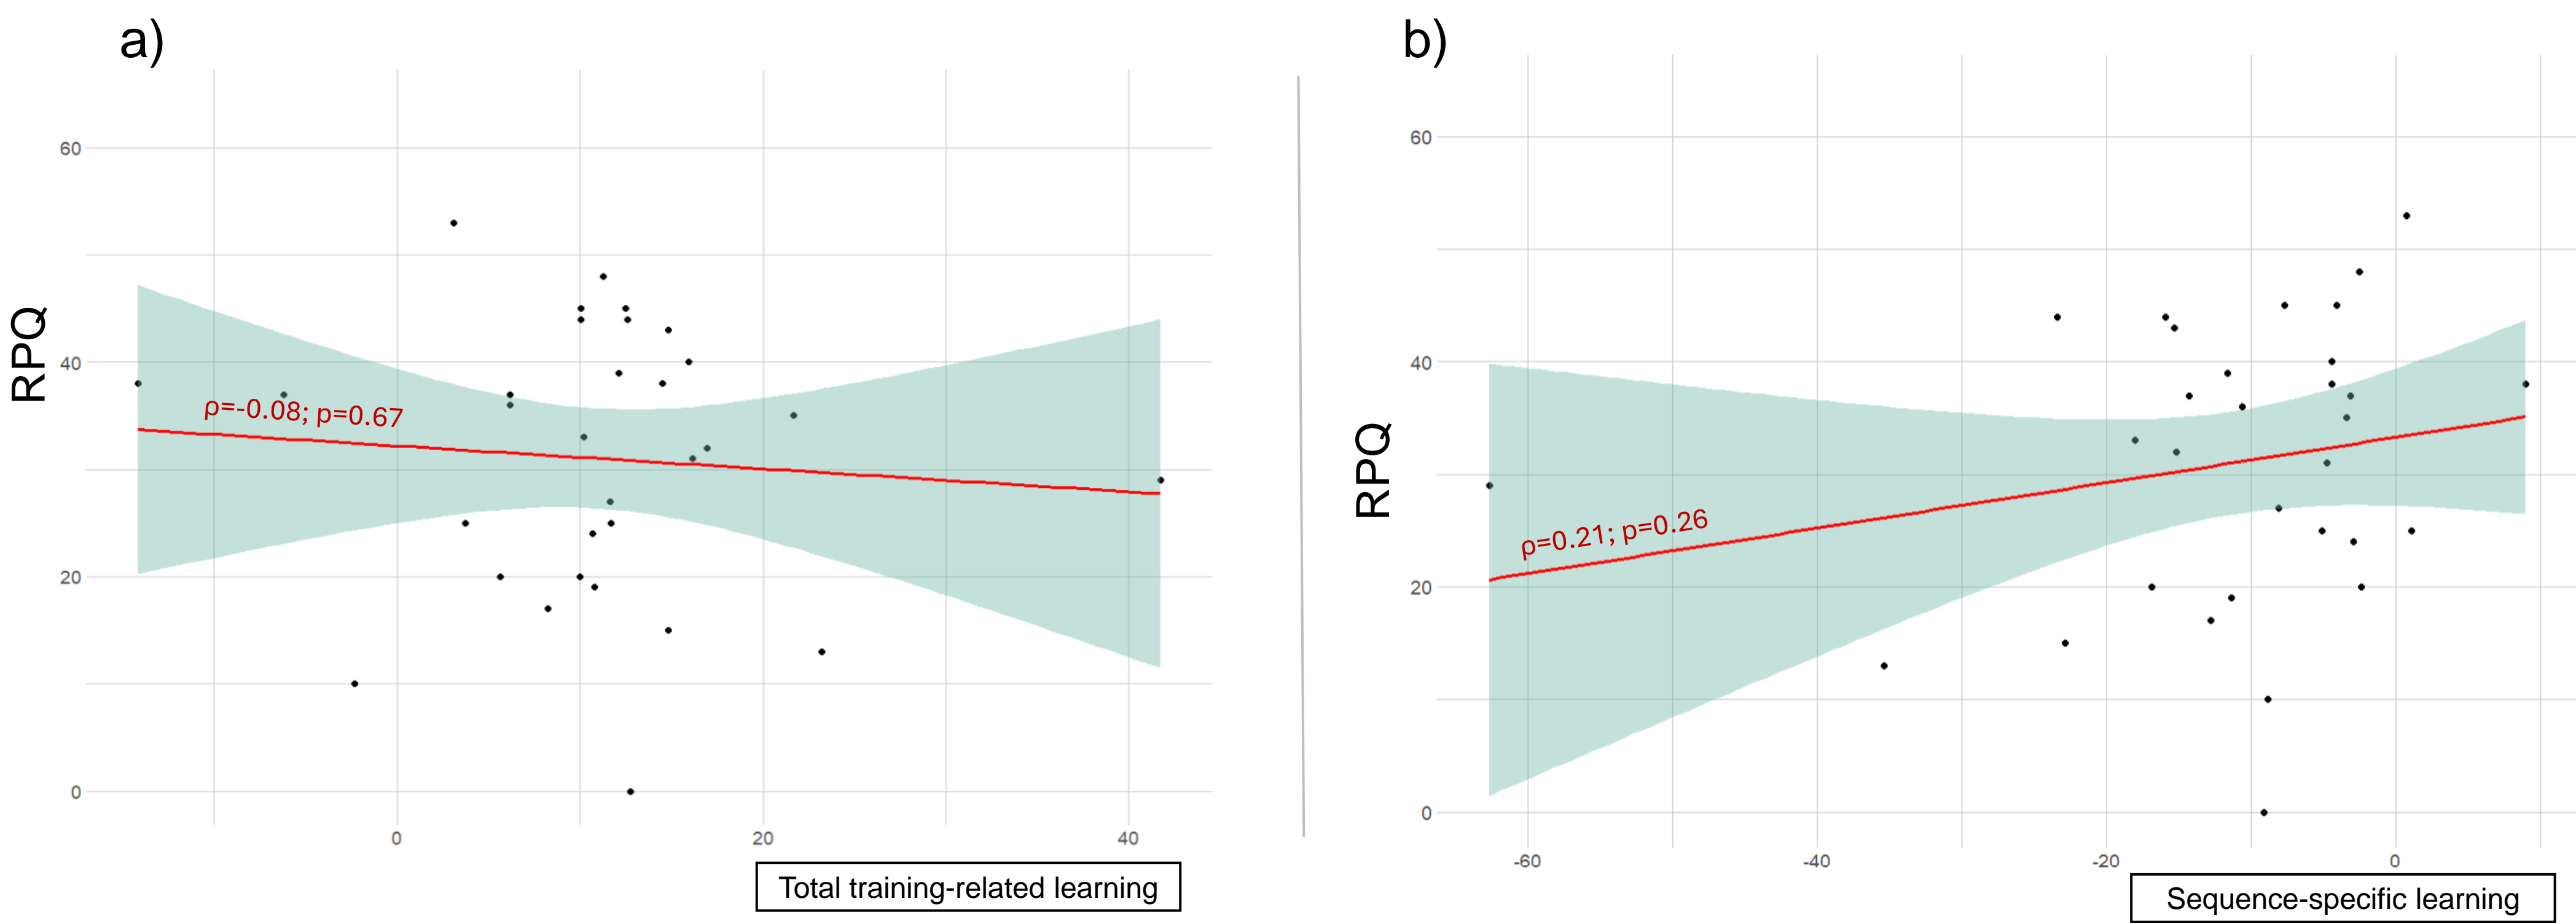 a)
RPQ
60
40
20
0
ρ=-0.08; p=0.67
0
20
40
Total training-related learning
b)
RPQ
60
40
20
0
ρ=0.21; p=0.26
-60
-40
-20
0
Sequence-specific learning